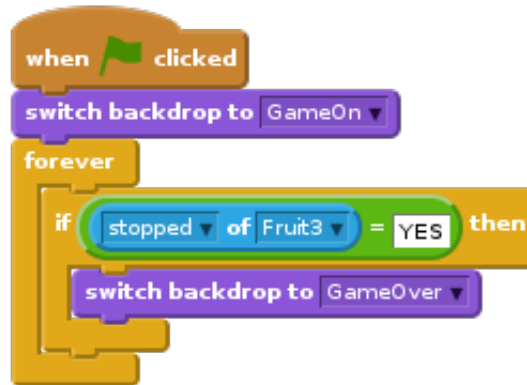 when clicked
switch backdrop to GameOn
forever
if stopped of Fruit3 = YES then
switch backdrop to GameOver